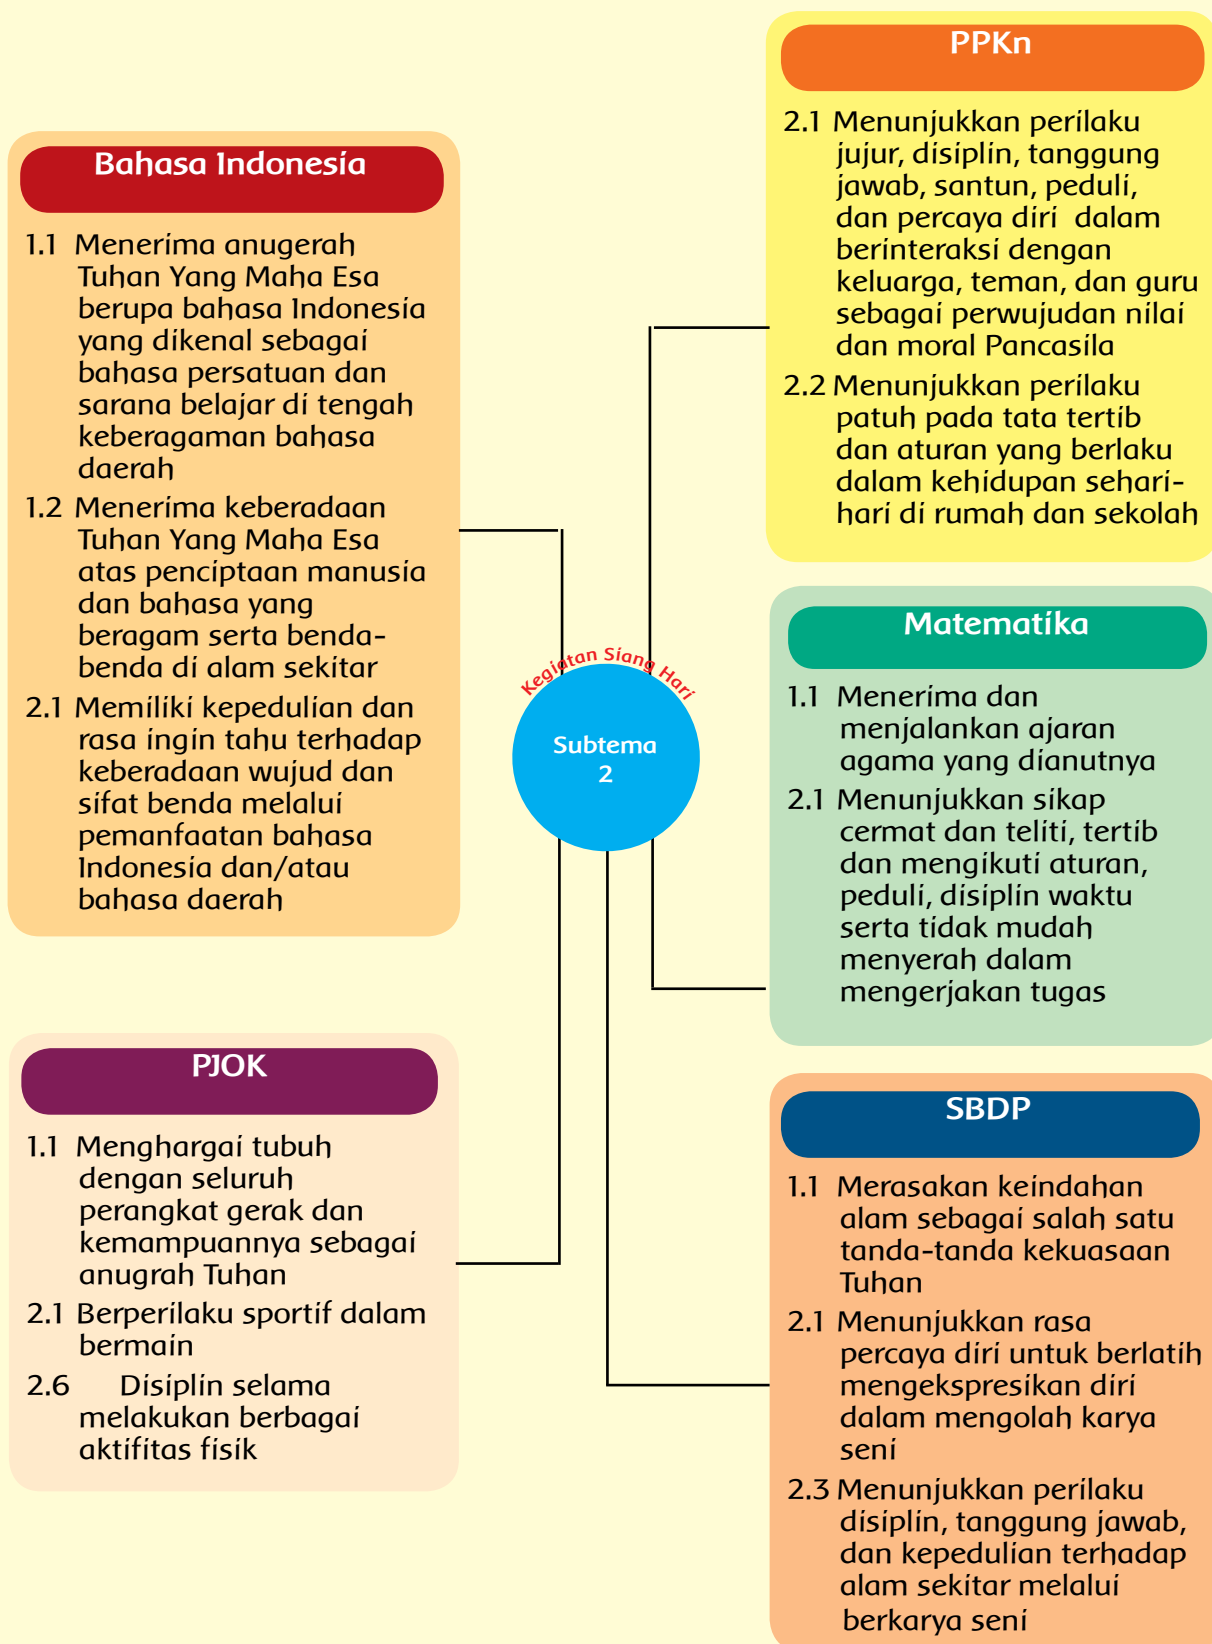 Bahasa Indonesia
1.1 Menerima anugerah
Tuhan Yang Maha Esa
berupa bahasa Indonesia
yang dikenal sebagai
bahasa persatuan dan
sarana belajar di tengah
keberagaman bahasa
daerah
1.2 Menerima keberadaan
Tuhan Yang Maha Esa
atas penciptaan manusia
dan bahasa yang
beragam serta benda-
benda di alam sekitar
2.1 Memiliki kepedulian dan
rasa ingin tahu terhadap
keberadaan wujud dan
sifat benda melalui
pemanfaatan bahasa
Indonesia dan/atau
bahasa daerah
PPKn
2.1 Menunjukkan perilaku
jujur, disiplin, tanggung
jawab, santun, peduli,
dan percaya diri dalam
berinteraksi dengan
keluarga, teman, dan guru
sebagai perwujudan nilai
dan moral Pancasila
2.2 Menunjukkan perilaku
patuh pada tata tertib
dan aturan yang berlaku
dalam kehidupan sehari-
hari di rumah dan sekolah
Kegiatan Siang Hari
Subtema
2
Matematika
1.1 Menerima dan
menjalankan ajaran
agama yang dianutnya
2.1 Menunjukkan sikap
cermat dan teliti, tertib
dan mengikuti aturan,
peduli, disiplin waktu
serta tidak mudah
menyerah dalam
mengerjakan tugas
PJOK
1.1 Menghargai tubuh
dengan seluruh
perangkat gerak dan
kemampuannya sebagai
anugrah Tuhan
2.1 Berperilaku sportif dalam
bermain
2.6 Disiplin selama
melakukan berbagai
aktifitas fisik
SBDP
1.1 Merasakan keindahan
alam sebagai salah satu
tanda-tanda kekuasaan
Tuhan
2.1 Menunjukkan rasa
percaya diri untuk berlatih
mengekspresikan diri
dalam mengolah karya
seni
2.3 Menunjukkan perilaku
disiplin, tanggung jawab,
dan kepedulian terhadap
alam sekitar melalui
berkarya seni